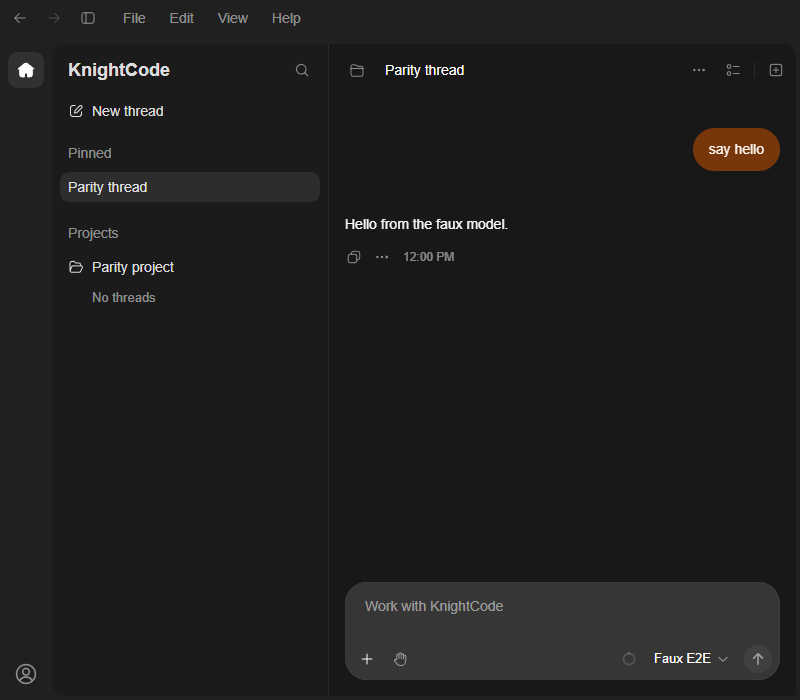 File Edit View Help
KnightCode
New thread
Pinned
Parity thread
Projects
Parity project
No threads
Parity thread
say hello
Hello from the faux model.
12:00 PM
Work with KnightCode
Faux E2E